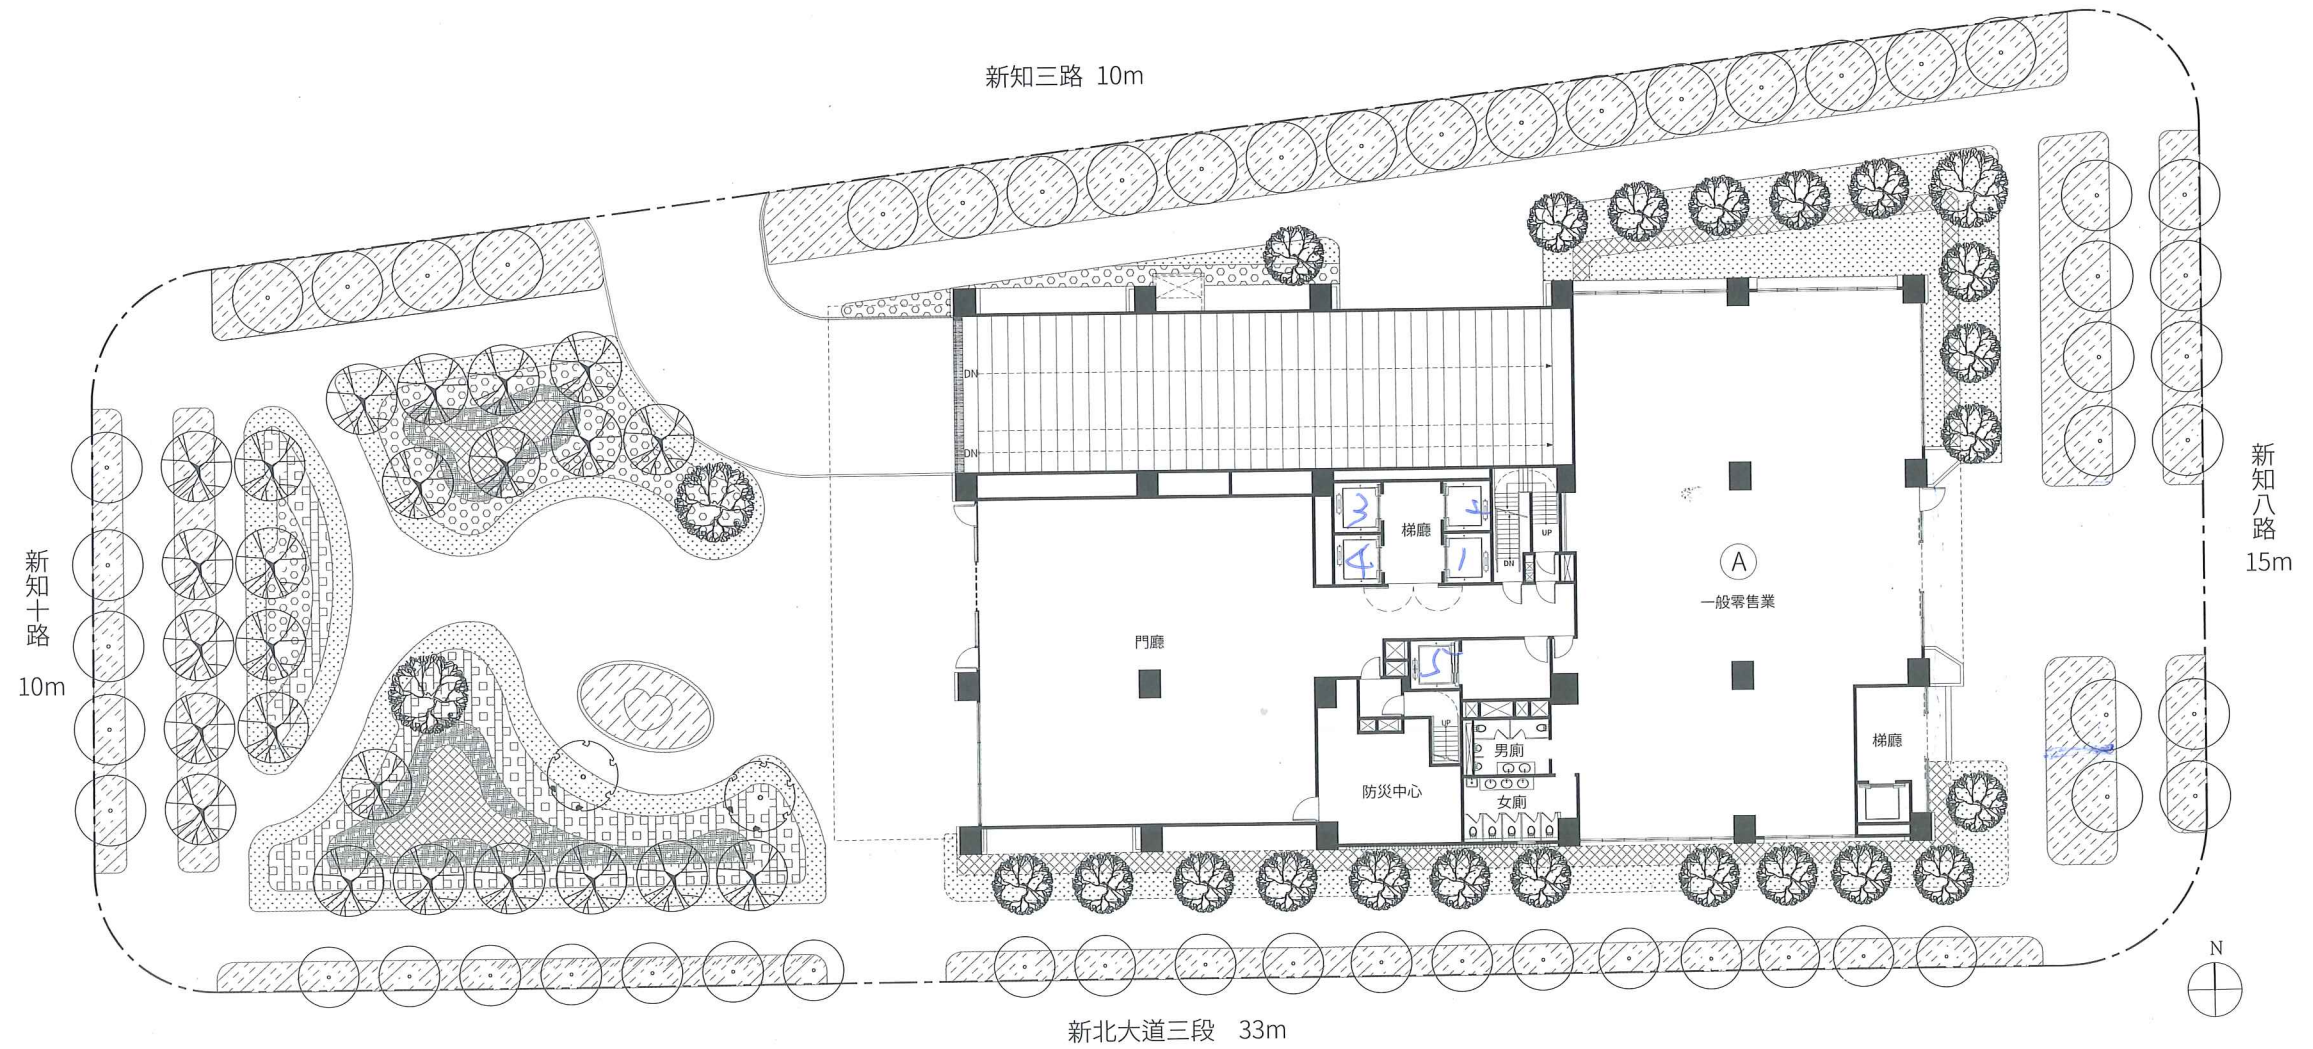 新知三路 10m
DN
DN
3
2
梯廳
4
1
DN
UP
A
一般零售業
新知八路
15m
新知十路
10m
門廳
5
UP
男廁
女廁
防災中心
梯廳
N
新北大道三段 33m